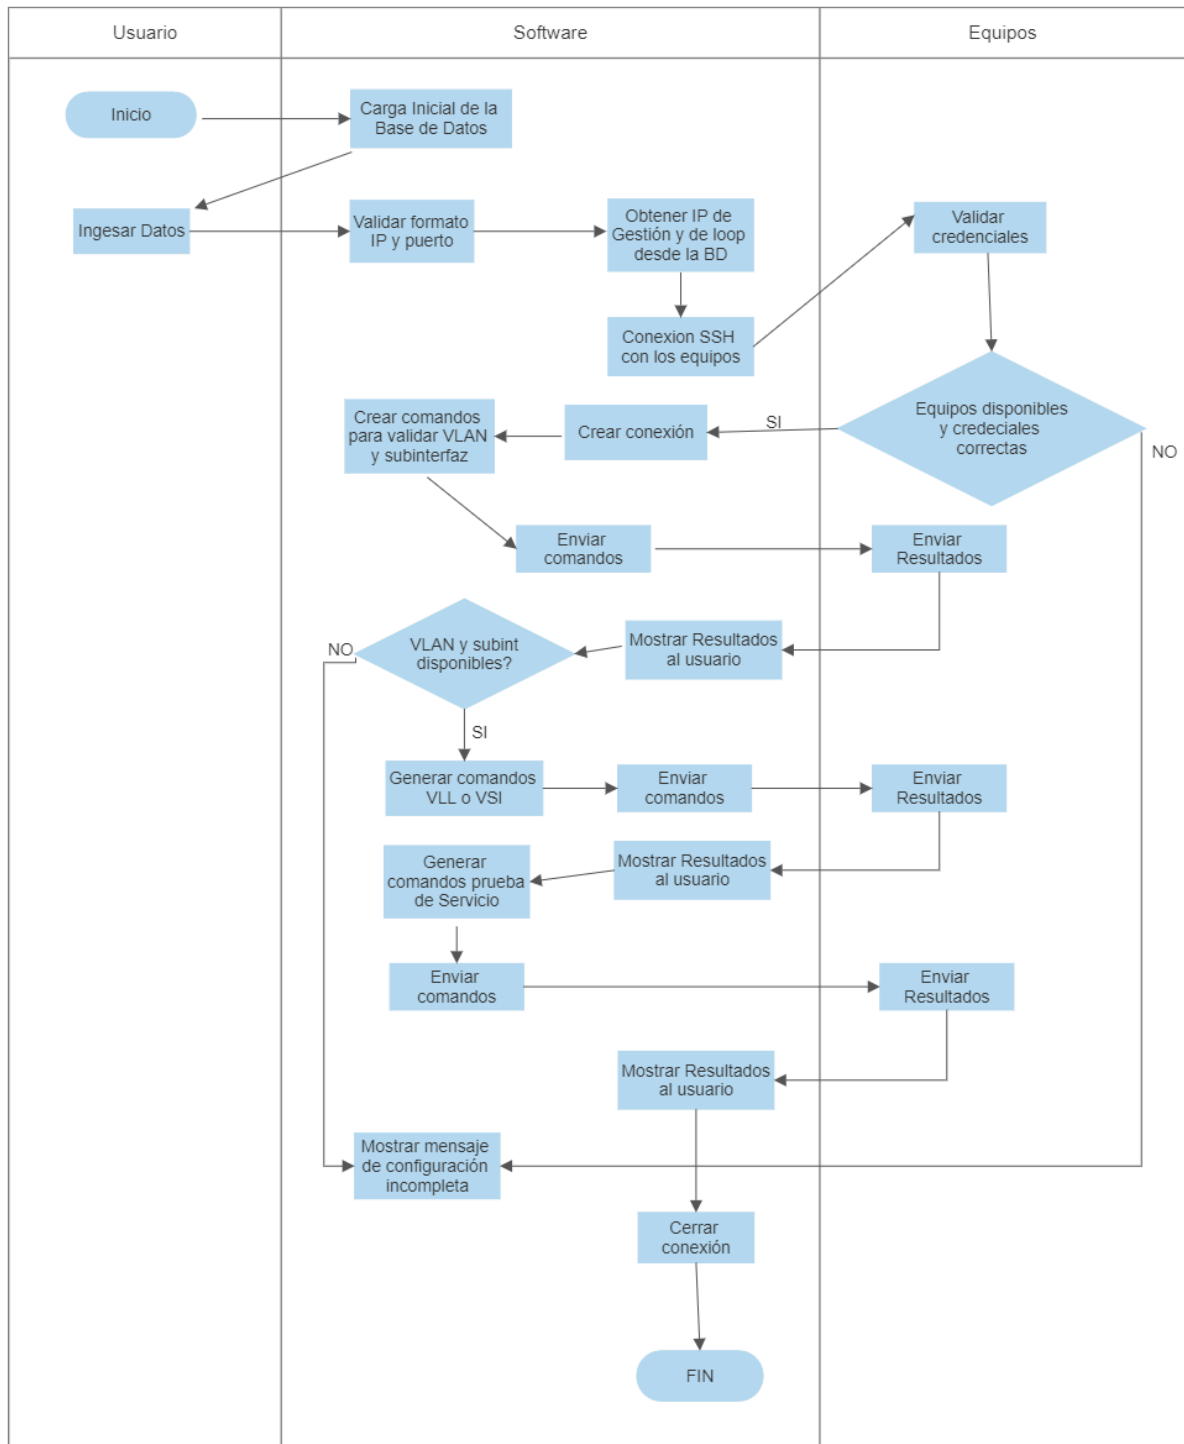 Usuario
Software
Equipos
Inicio
Carga Inicial de la
Base de Datos
Ingesar Datos
Validar formato
IP y puerto
Obtener IP de
Gestión y de loop
desde la BD
Validar
credenciales
Conexion SSH
con los equipos
Equipos disponibles
y credeciales
correctas
SI
NO
Crear conexión
Crear comandos
para validar VLAN
y subinterfaz
Enviar
comandos
Enviar
Resultados
Mostrar Resultados
al usuario
VLAN y subint
disponibles?
NO
SI
Generar comandos
VLL o VSI
Enviar
comandos
Enviar
Resultados
Mostrar Resultados
al usuario
Generar
comandos prueba
de Servicio
Enviar
comandos
Enviar
Resultados
Mostrar Resultados
al usuario
Mostrar mensaje
de configuración
incompleta
Cerrar
conexión
FIN